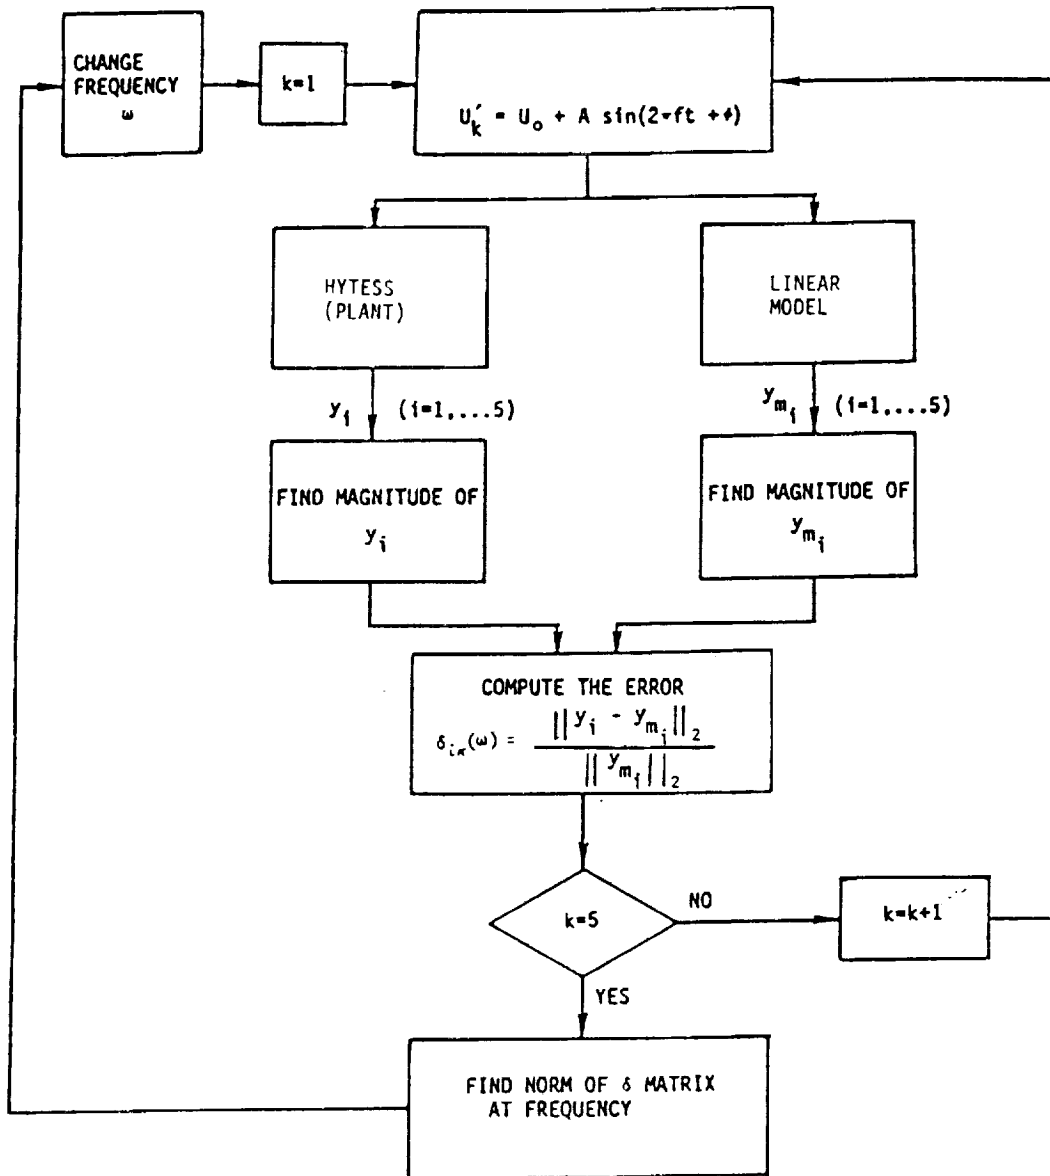 CHANGE
FREQUENCY
ω
k=1
U′k = Uo + A sin(2πft + φ)
HYTESS
(PLANT)
LINEAR
MODEL
yi (i=1,...5)
ymi (i=1,...5)
FIND MAGNITUDE OF
yi
FIND MAGNITUDE OF
ymi
COMPUTE THE ERROR
δiκ(ω) = ||yi - ymi||2
||ymi||2
k=5
NO
k=k+1
YES
FIND NORM OF δ MATRIX
AT FREQUENCY